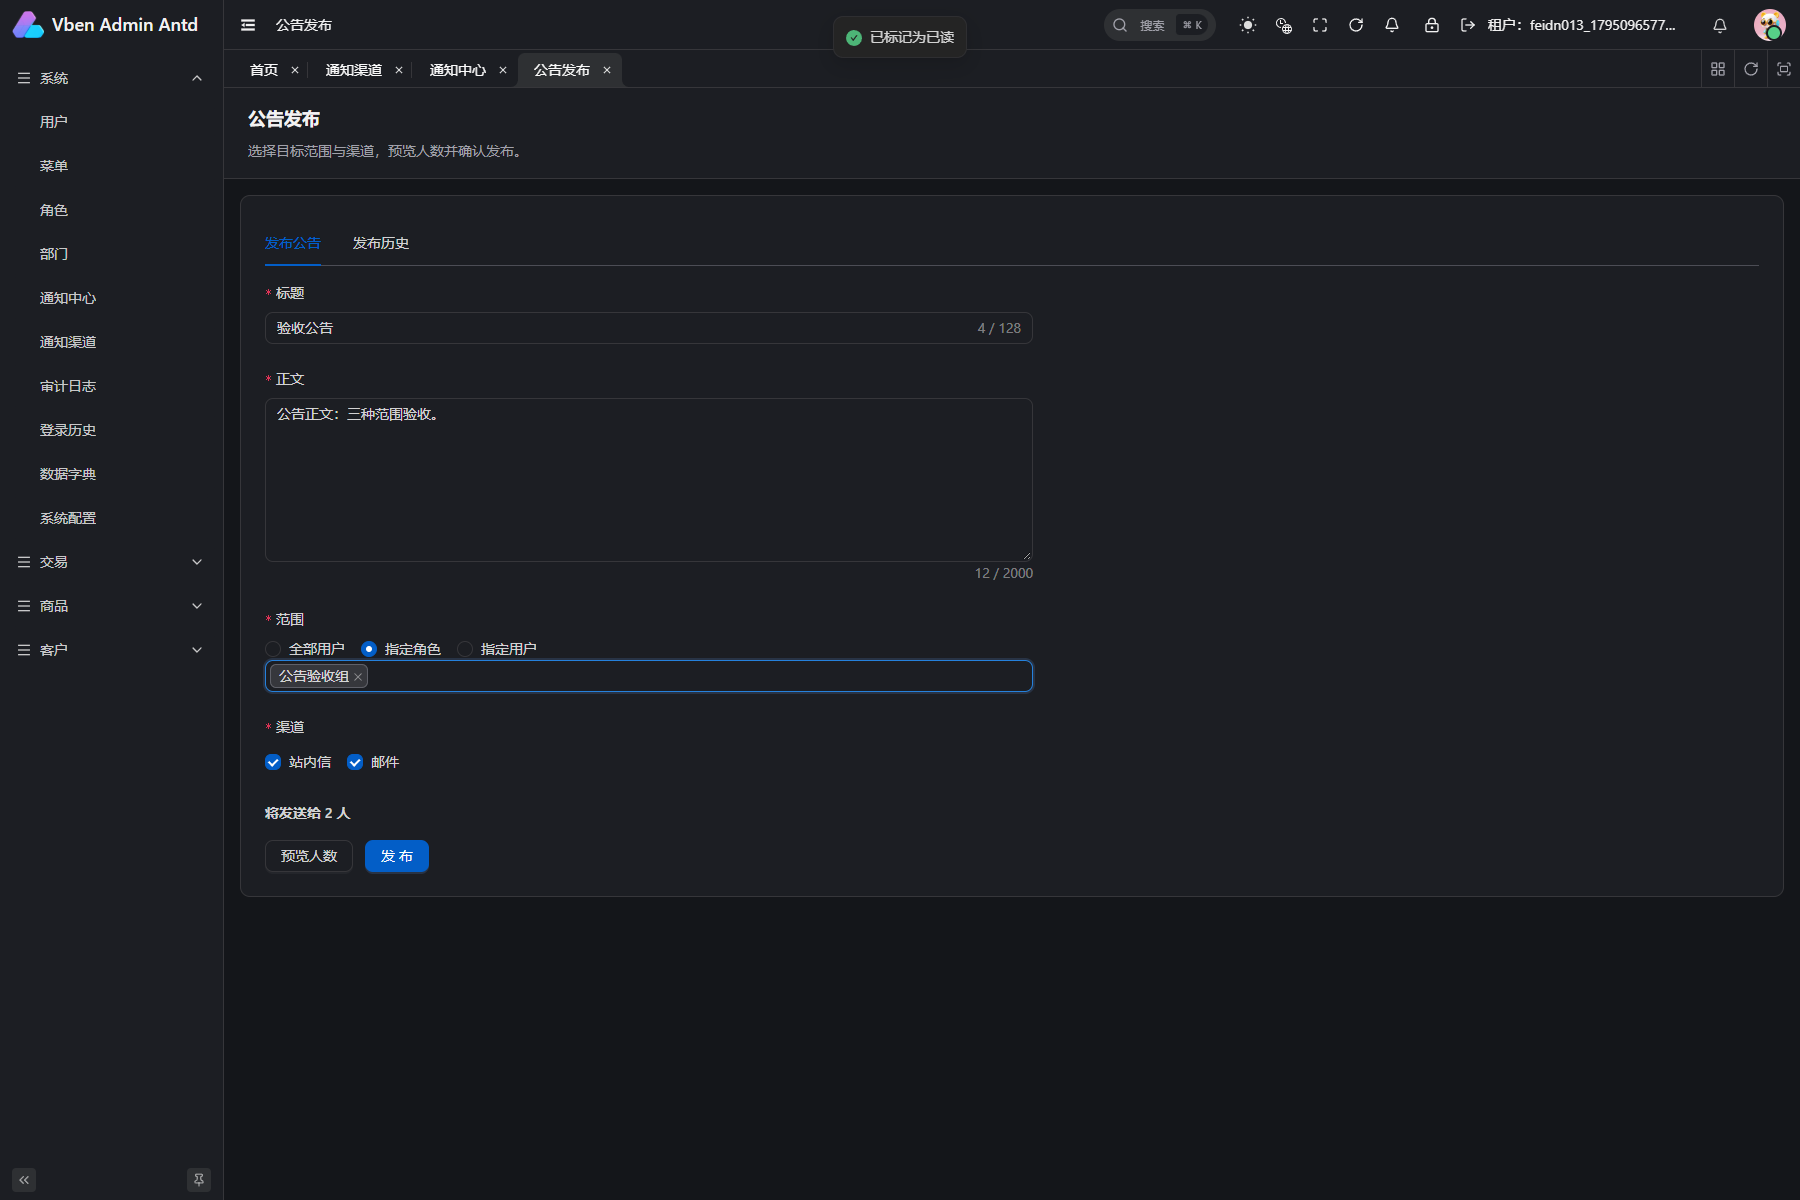 Vben Admin Antd
公告发布
已标记为已读
搜索
⌘ K
租户：feidn013_1795096577...
首页
通知渠道
通知中心
公告发布
系统
用户
菜单
角色
部门
通知中心
通知渠道
审计日志
登录历史
数据字典
系统配置
交易
商品
客户
公告发布
选择目标范围与渠道，预览人数并确认发布。
发布公告
发布历史
* 标题
验收公告
4 / 128
* 正文
公告正文：三种范围验收。
12 / 2000
* 范围
全部用户
指定角色
指定用户
公告验收组
* 渠道
站内信
邮件
将发送给 2 人
预览人数
发 布